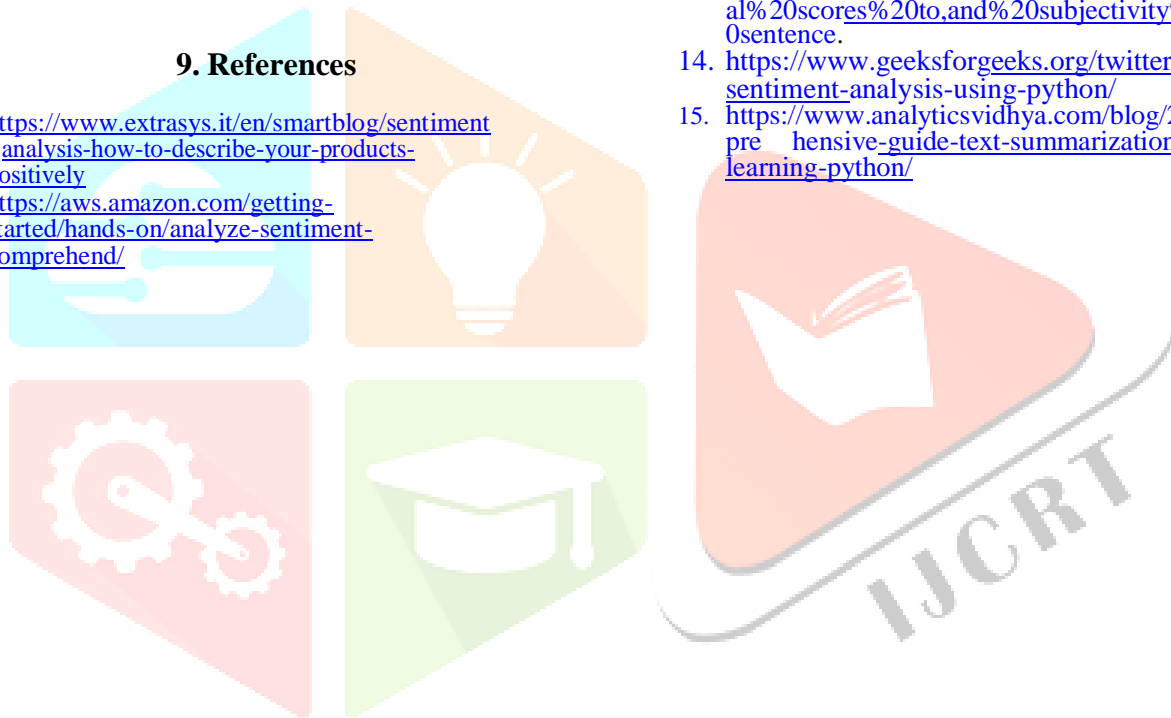 9. References
ttps://www.extrasys.it/en/smartblog/sentiment
analysis-how-to-describe-your-products-
ositively
ttps://aws.amazon.com/getting-
tarted/hands-on/analyze-sentiment-
omprehend/
al%20scores%20to,and%20subjectivity
0sentence.
14. https://www.geeksforgeeks.org/twitter
sentiment-analysis-using-python/
15. https://www.analyticsvidhya.com/blog/2
pre hensive-guide-text-summarization
learning-python/
IJCRT